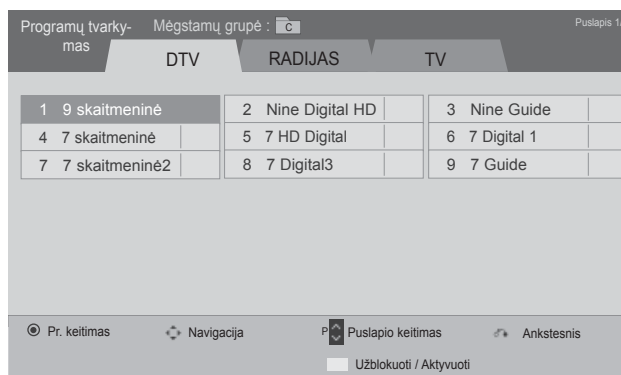 Programų tvarky-
mas
Mėgstamų grupė : C
Puslapis 1/
DTV RADIJAS TV
1 9 skaitmeninė 2 Nine Digital HD 3 Nine Guide
4 7 skaitmeninė 5 7 HD Digital 6 7 Digital 1
7 7 skaitmeninė2 8 7 Digital3 9 7 Guide
Pr. keitimas Navigacija P Puslapio keitimas Ankstesnis
Užblokuoti / Aktyvuoti